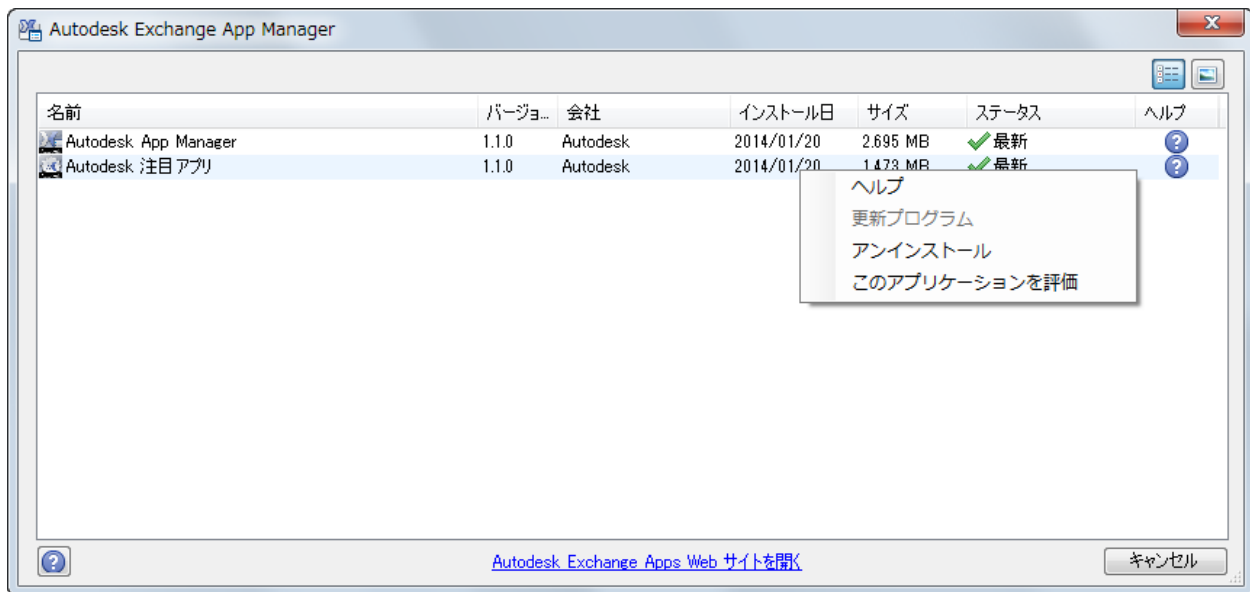 Autodesk Exchange App Manager
名前 バージョ... 会社 インストール日 サイズ ステータス ヘルプ
Autodesk App Manager 1.1.0 Autodesk 2014/01/20 2.695 MB 最新
Autodesk 注目アプリ 1.1.0 Autodesk 2014/01/20 1.473 MB 最新
ヘルプ
更新プログラム
アンインストール
このアプリケーションを評価
Autodesk Exchange Apps Web サイトを開く キャンセル